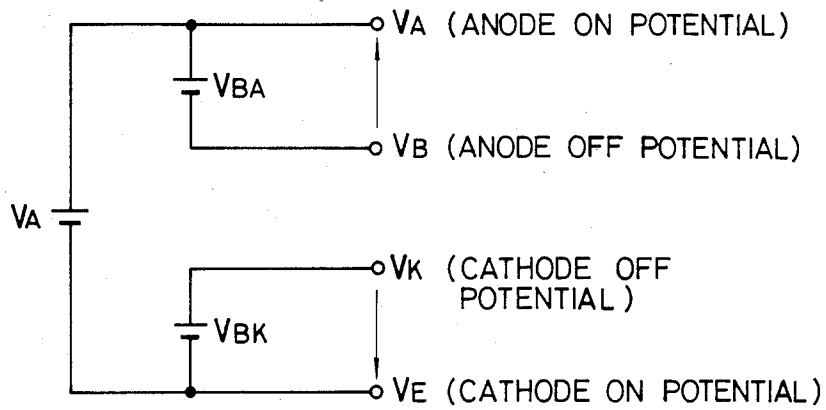 VA (ANODE ON POTENTIAL)
VBA
VB (ANODE OFF POTENTIAL)
VA
VK (CATHODE OFF
POTENTIAL)
VBK
VE (CATHODE ON POTENTIAL)